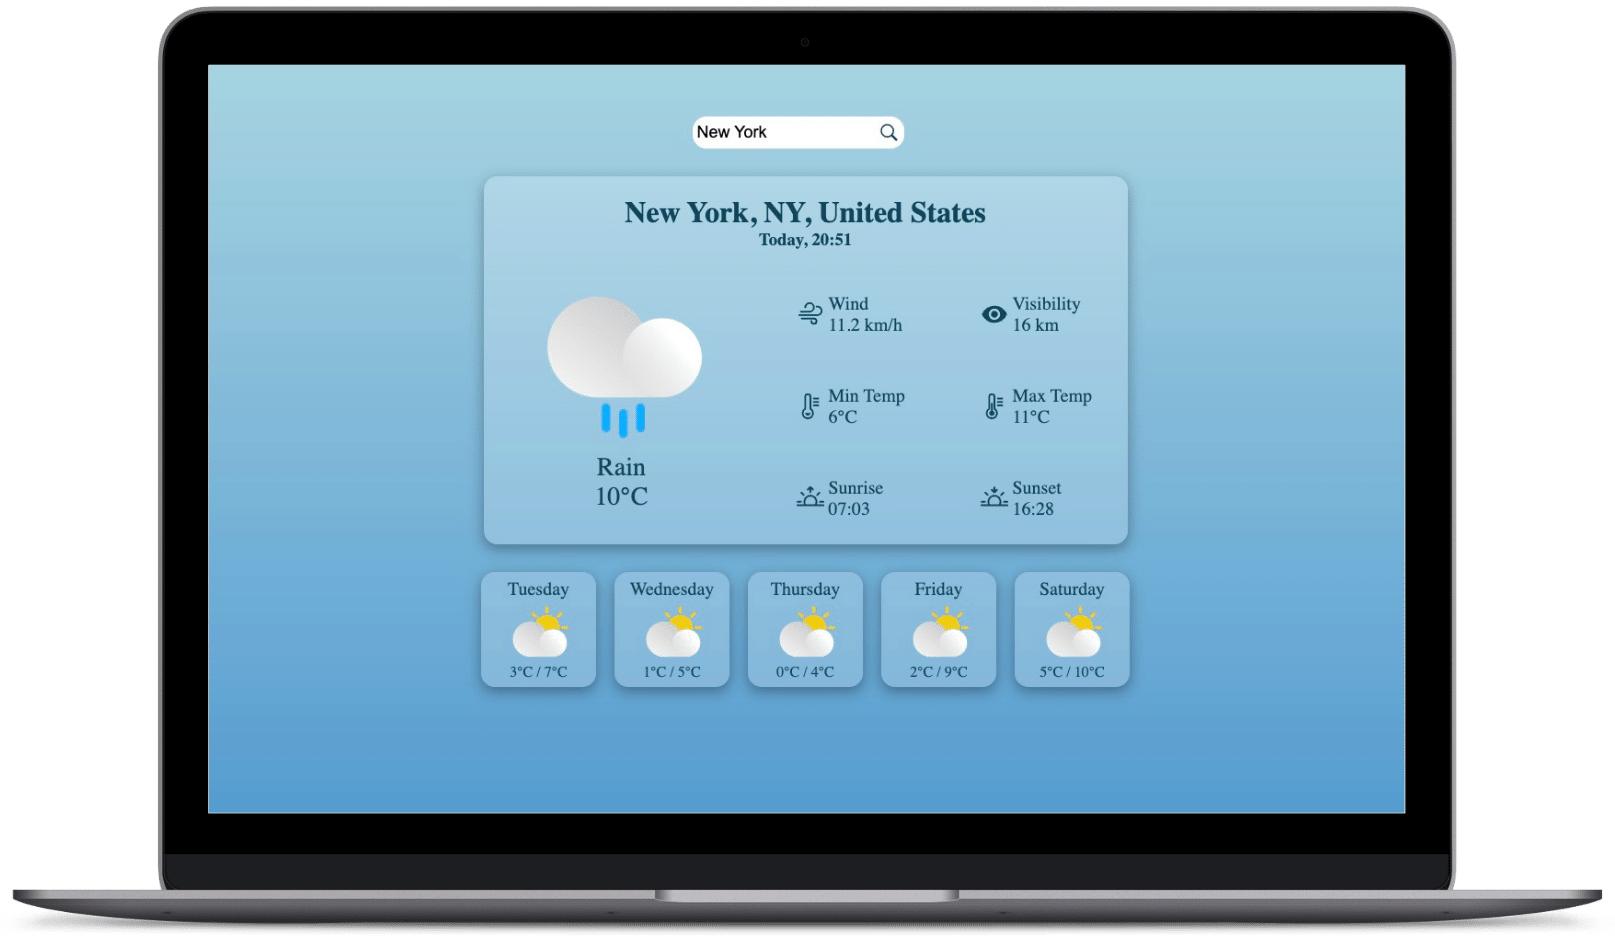 New York
New York, NY, United States
Today, 20:51
Wind
11.2 km/h
Visibility
16 km
Min Temp
6°C
Max Temp
11°C
Rain
10°C
Sunrise
07:03
Sunset
16:28
Tuesday
3°C / 7°C
Wednesday
1°C / 5°C
Thursday
0°C / 4°C
Friday
2°C / 9°C
Saturday
5°C / 10°C